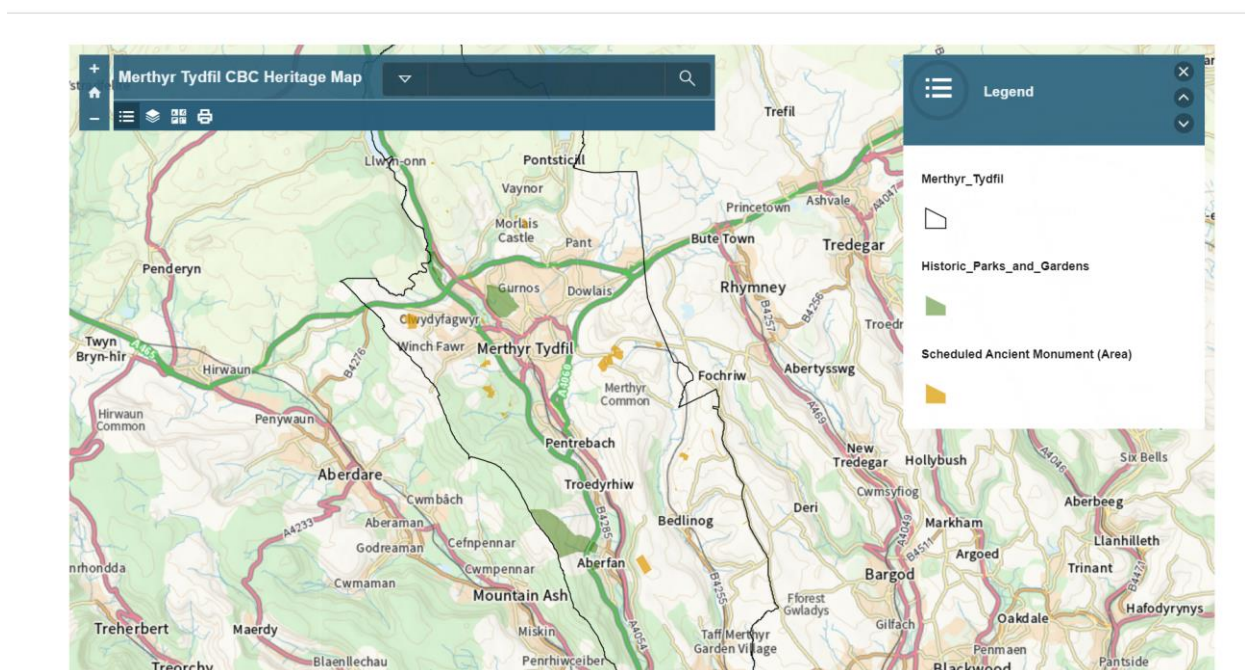 Merthyr Tydfil CBC Heritage Map
Legend
Merthyr_Tydfil
Historic_Parks_and_Gardens
Scheduled Ancient Monument (Area)
Trefil
Llwyn-onn
Pontsticill
Vaynor
Princetown
Ashvale
A4047
Morlais
Castle
Pant
Bute Town
Tredegar
Penderyn
Gurnos
Dowlais
Rhymney
B4257
B4256
Clwydyfagwyr
Twyn
Bryn-hir
A465
Winch Fawr
Merthyr Tydfil
Hirwaun
B4276
A4060
Fochriw
Abertysswg
Merthyr
Common
A469
Hirwaun
Common
Penywaun
Pentrebach
New
Tredegar
Hollybush
A4046
Six Bells
Aberdare
Troedyrhiw
Cwmsyfiog
Cwmbâch
B4285
Deri
Aberbeeg
A4233
Aberaman
Bedlinog
A4049
Markham
Godreaman
Cefnpennar
B4511
Llanhilleth
Argoed
Cwmpennar
Aberfan
Trinant
Cwmaman
Bargod
B4471
Mountain Ash
B4255
Fforest
Gwladys
Hafodyrynys
Treherbert
Maerdy
Miskin
A4054
Taff Merthyr
Garden Village
Gilfach
Oakdale
Penmaen
Treorchy
Blaenllechau
Penrhiwceiber
Blackwood
Pantside